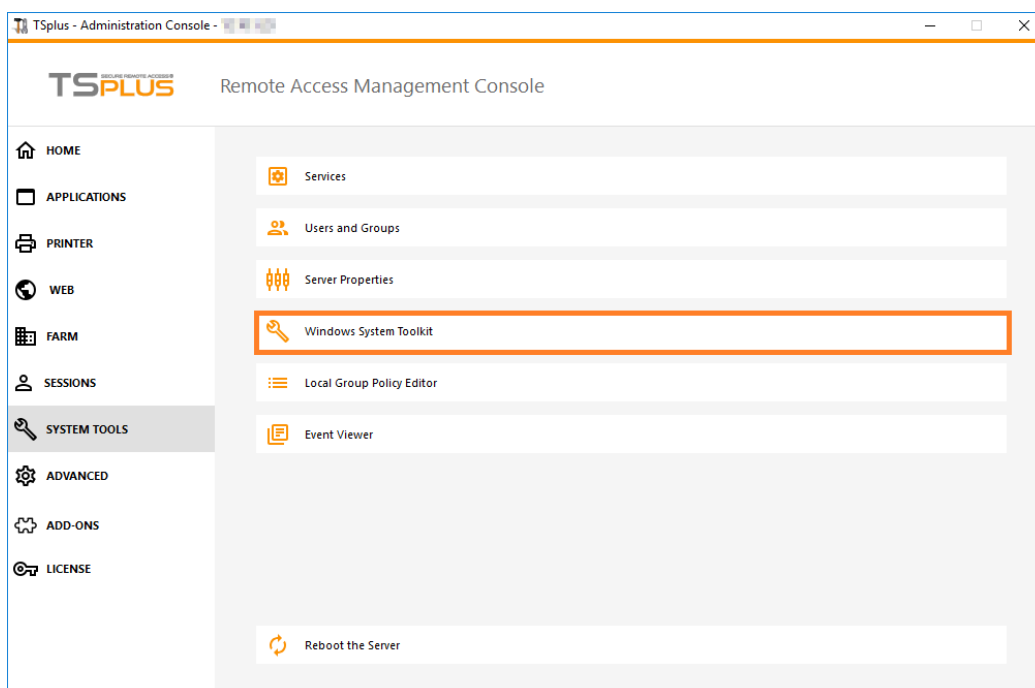 TSplus - Administration Console -
TSPLUS SECURE REMOTE ACCESS
Remote Access Management Console
HOME
APPLICATIONS
PRINTER
WEB
FARM
SESSIONS
SYSTEM TOOLS
ADVANCED
ADD-ONS
LICENSE
Services
Users and Groups
Server Properties
Windows System Toolkit
Local Group Policy Editor
Event Viewer
Reboot the Server